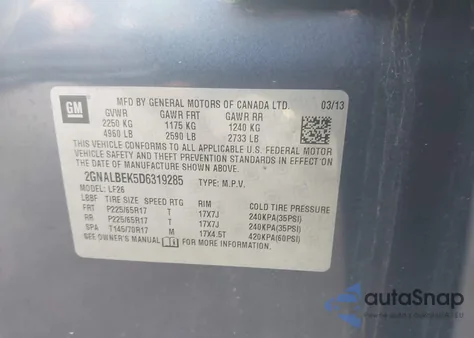 GM
MFD BY GENERAL MOTORS OF CANADA LTD. 03/13
GVWR GAWR FRT GAWR RR
2250 KG 1175 KG 1240 KG
4960 LB 2590 LB 2733 LB
THIS VEHICLE CONFORMS TO ALL APPLICABLE U.S. FEDERAL MOTOR
VEHICLE SAFETY AND THEFT PREVENTION STANDARDS IN EFFECT ON
THE DATE OF MANUFACTURE SHOWN ABOVE.
2GNALBEK5D6319285 TYPE: M.P.V.
MODEL: LF26
LBBF TIRE SIZE SPEED RTG RIM COLD TIRE PRESSURE
FRT P225/65R17 T 17X7J 240KPA(35PSI)
RR P225/65R17 T 17X7J 240KPA(35PSI)
SPA T145/70R17 M 17X4.5T 420KPA(60PSI)
SEE OWNER'S MANUAL FOR MORE INFORMATION.
autoSnap